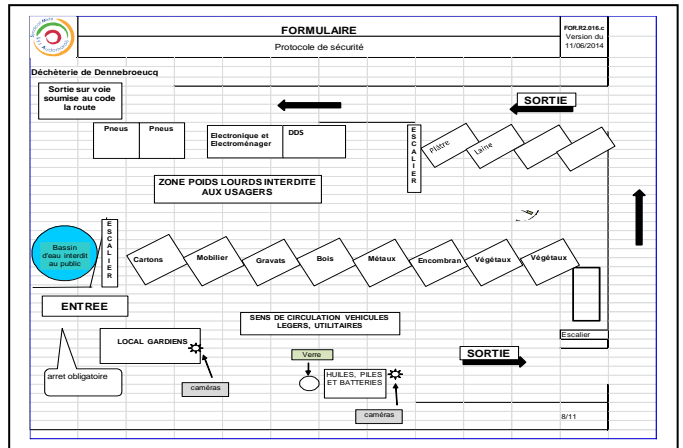 FORMULAIRE
Protocole de sécurité
FOR.R2.016.c
Version du
11/06/2014
Déchèterie de Dennebroeucq
Sortie sur voie
soumise au code
la route
SORTIE
Pneus
Pneus
Electronique et
Electroménager
DDS
ESCALIER
Plâtre
Laine
ZONE POIDS LOURDS INTERDITE
AUX USAGERS
Bassin
d'eau interdit
au public
ESCALIER
Cartons
Mobilier
Gravats
Bois
Métaux
Encombran
Végétaux
Végétaux
ENTREE
SENS DE CIRCULATION VEHICULES
LEGERS, UTILITAIRES
Escalier
LOCAL GARDIENS
Verre
SORTIE
arret obligatoire
caméras
HUILES, PILES
ET BATTERIES
caméras
8/11